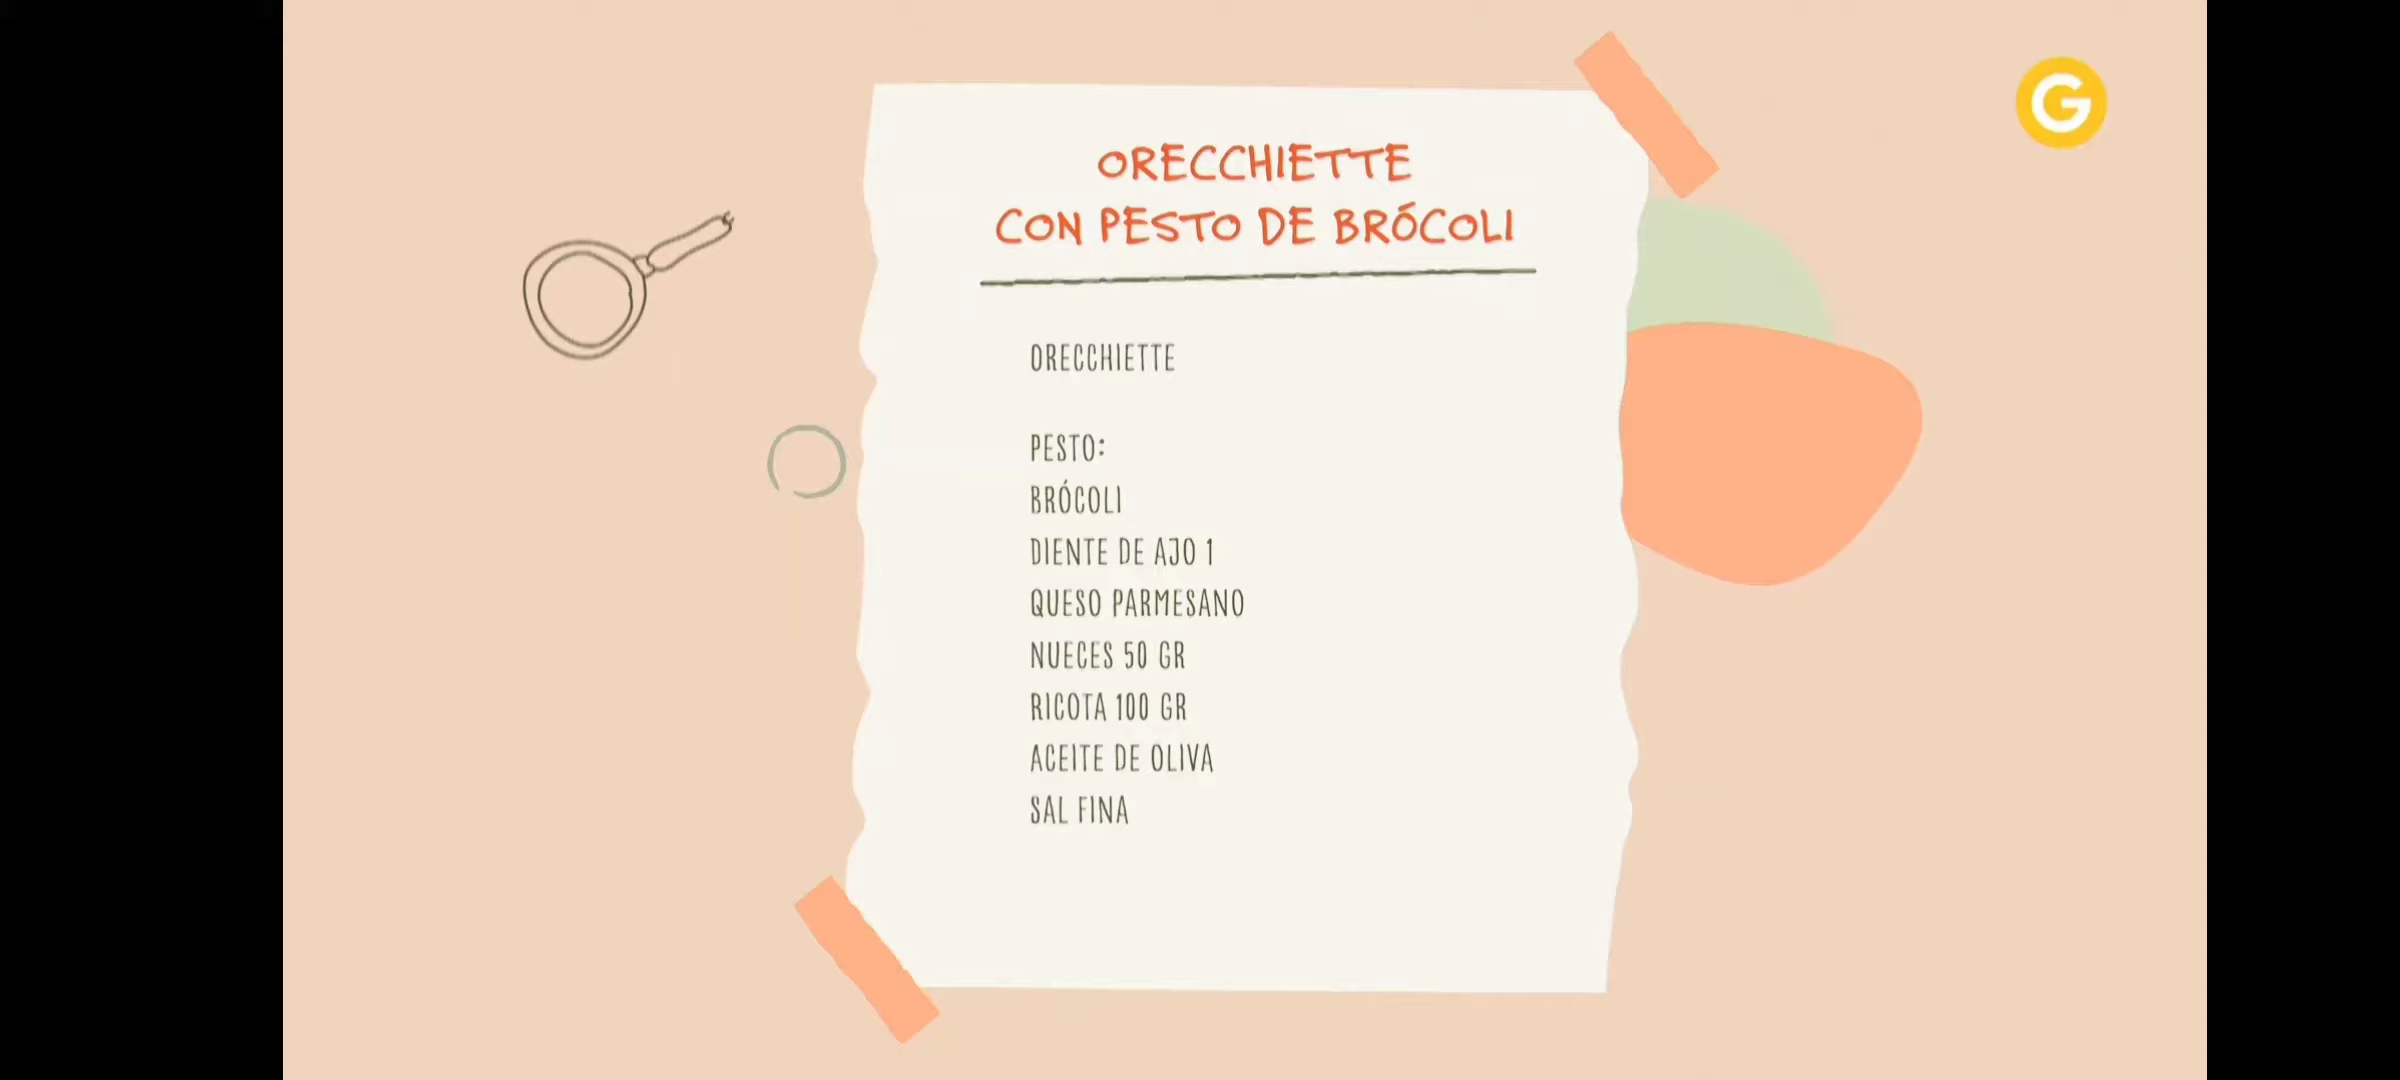 ORECCHIETTE
CON PESTO DE BRÓCOLI
ORECCHIETTE
PESTO:
BRÓCOLI
DIENTE DE AJO 1
QUESO PARMESANO
NUECES 50 GR
RICOTA 100 GR
ACEITE DE OLIVA
SAL FINA
G